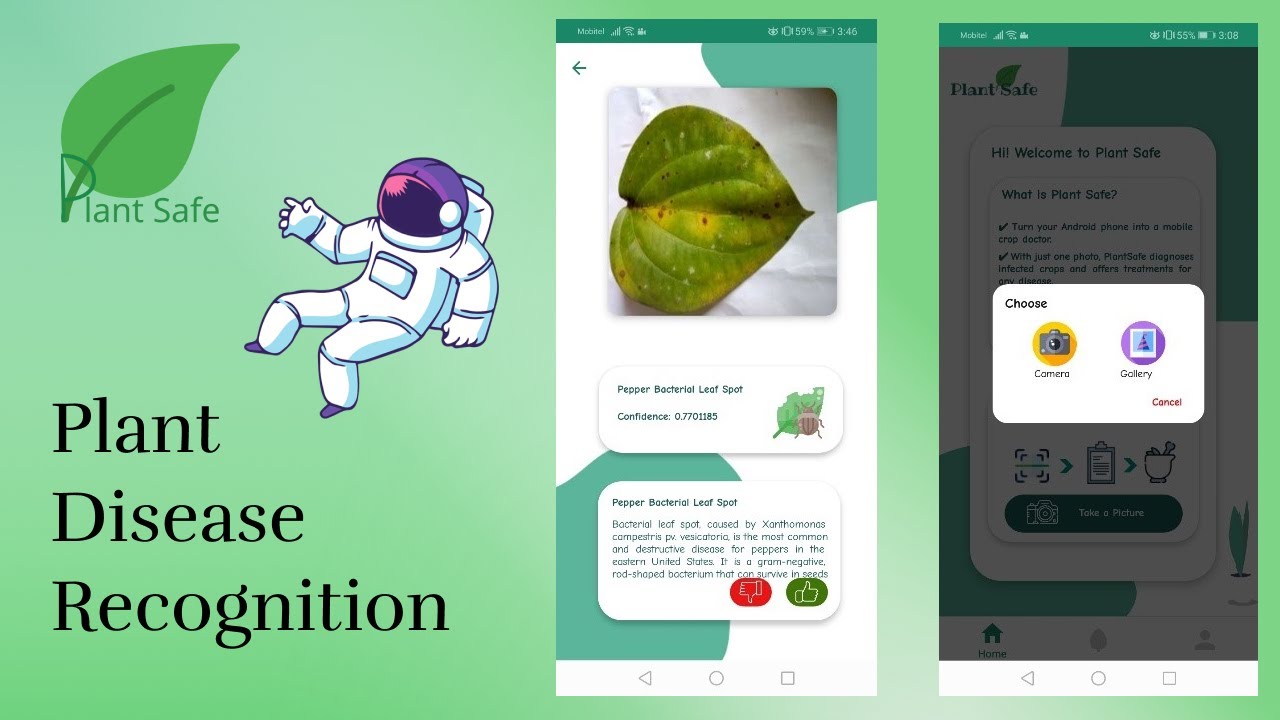 Plant Safe
Plant
Disease
Recognition
Mobitel
59%
3:46
Pepper Bacterial Leaf Spot
Confidence: 0.7701185
Pepper Bacterial Leaf Spot
Bacterial leaf spot, caused by Xanthomonas
campestris pv. vesicatoria, is the most common
and destructive disease for peppers in the
eastern United States. It is a gram-negative,
rod-shaped bacterium that can survive in seeds
Mobitel
55%
3:08
Plant Safe
Hi! Welcome to Plant Safe
What Is Plant Safe?
✔ Turn your Android phone into a mobile
crop doctor.
✔ With just one photo, PlantSafe diagnoses
infected crops and offers treatments for
any disease.
Choose
Camera
Gallery
Cancel
Take a Picture
Home